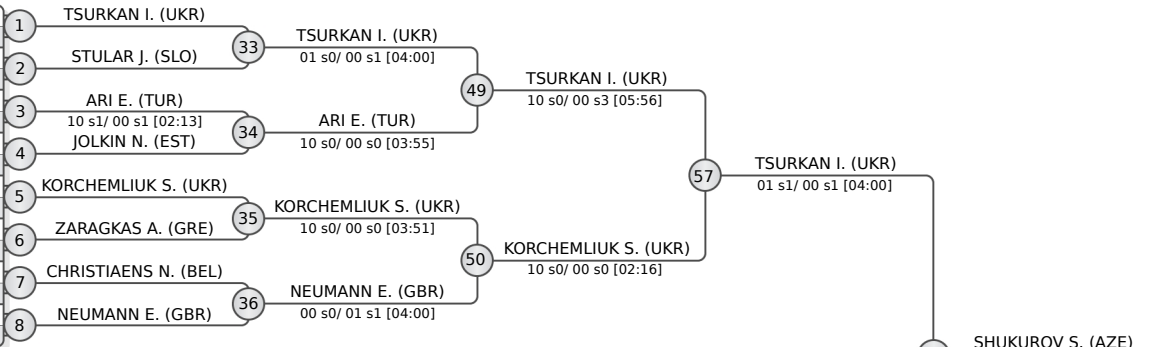 1
TSURKAN I. (UKR)
2
STULAR J. (SLO)
3
ARI E. (TUR)
10 s1/ 00 s1 [02:13]
4
JOLKIN N. (EST)
5
KORCHEMLIUK S. (UKR)
6
ZARAGKAS A. (GRE)
7
CHRISTIAENS N. (BEL)
8
NEUMANN E. (GBR)
33
TSURKAN I. (UKR)
01 s0/ 00 s1 [04:00]
34
ARI E. (TUR)
10 s0/ 00 s0 [03:55]
35
KORCHEMLIUK S. (UKR)
10 s0/ 00 s0 [03:51]
36
NEUMANN E. (GBR)
00 s0/ 01 s1 [04:00]
49
TSURKAN I. (UKR)
10 s0/ 00 s3 [05:56]
50
KORCHEMLIUK S. (UKR)
10 s0/ 00 s0 [02:16]
57
TSURKAN I. (UKR)
01 s1/ 00 s1 [04:00]
SHUKUROV S. (AZE)